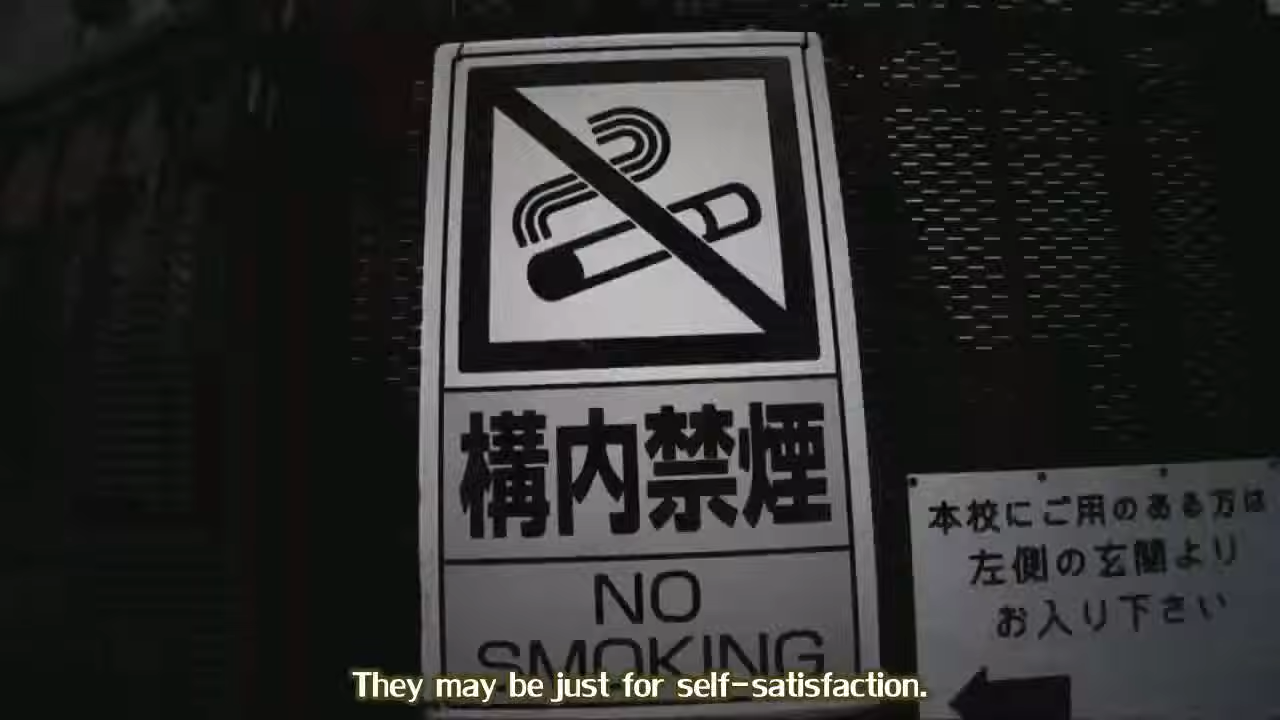 構内禁煙
NO
SMOKING
本校にご用のある方は
左側の玄関より
お入り下さい
They may be just for self-satisfaction.